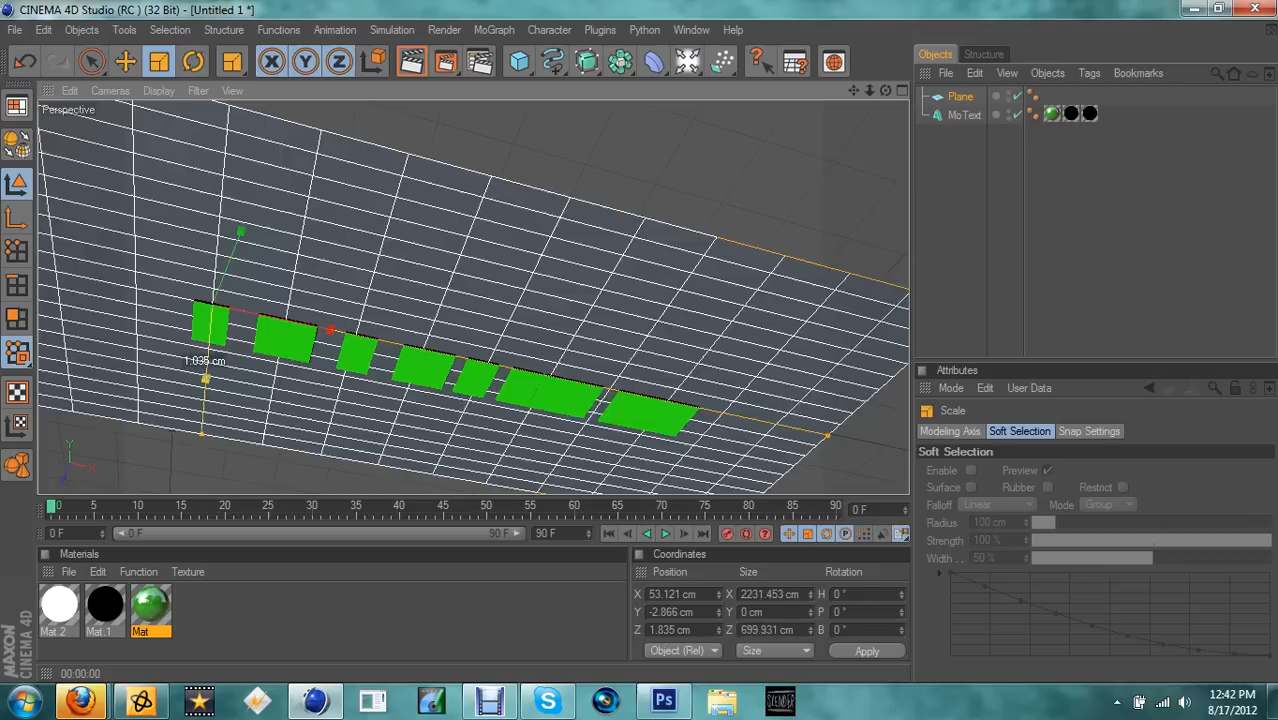 CINEMA 4D Studio (RC ) (32 Bit) - [Untitled 1 *]
File Edit Objects Tools Selection Structure Functions Animation Simulation Render MoGraph Character Plugins Python Window Help
Objects Structure
File Edit View Objects Tags Bookmarks
Edit Cameras Display Filter View
Perspective
Plane
MoText
1.035 cm
Y
X
Z
Attributes
Mode Edit User Data
Scale
Modeling Axis Soft Selection Snap Settings
Soft Selection
Enable Preview
Surface Rubber Restrict
Falloff Linear Mode Group
Radius 100 cm
Strength 100 %
Width . . 50 %
0 5 10 15 20 25 30 35 40 45 50 55 60 65 70 75 80 85 90 0 F
0 F 0 F 90 F 90 F
Materials
File Edit Function Texture
Mat.2 Mat.1 Mat
Coordinates
Position Size Rotation
X 53.121 cm X 2231.453 cm H 0 °
Y -2.866 cm Y 0 cm P 0 °
Z 1.835 cm Z 699.931 cm B 0 °
Object (Rel) Size Apply
MAXON CINEMA 4D
00:00:00
S Ps SLENDER
12:42 PM
8/17/2012